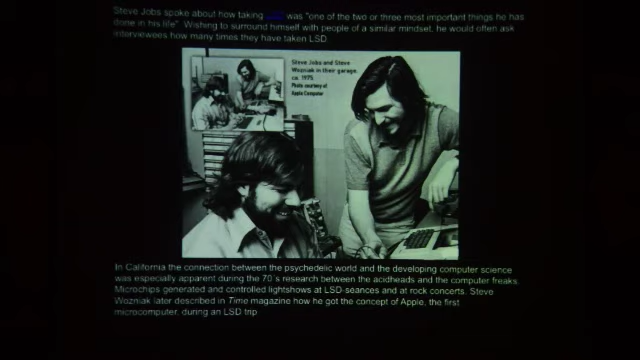 Steve Jobs spoke about how taking LSD was "one of the two or three most important things he has
done in his life". Wishing to surround himself with people of a similar mindset, he would often ask
interviewees how many times they have taken LSD.
Steve Jobs and Steve
Wozniak in their garage,
ca. 1975
Photo courtesy of
Apple Computer
In California the connection between the psychedelic world and the developing computer science
was especially apparent during the 70´s research between the acidheads and the computer freaks.
Microchips generated and controlled lightshows at LSD-seances and at rock concerts. Steve
Wozniak later described in Time magazine how he got the concept of Apple, the first
microcomputer, during an LSD trip